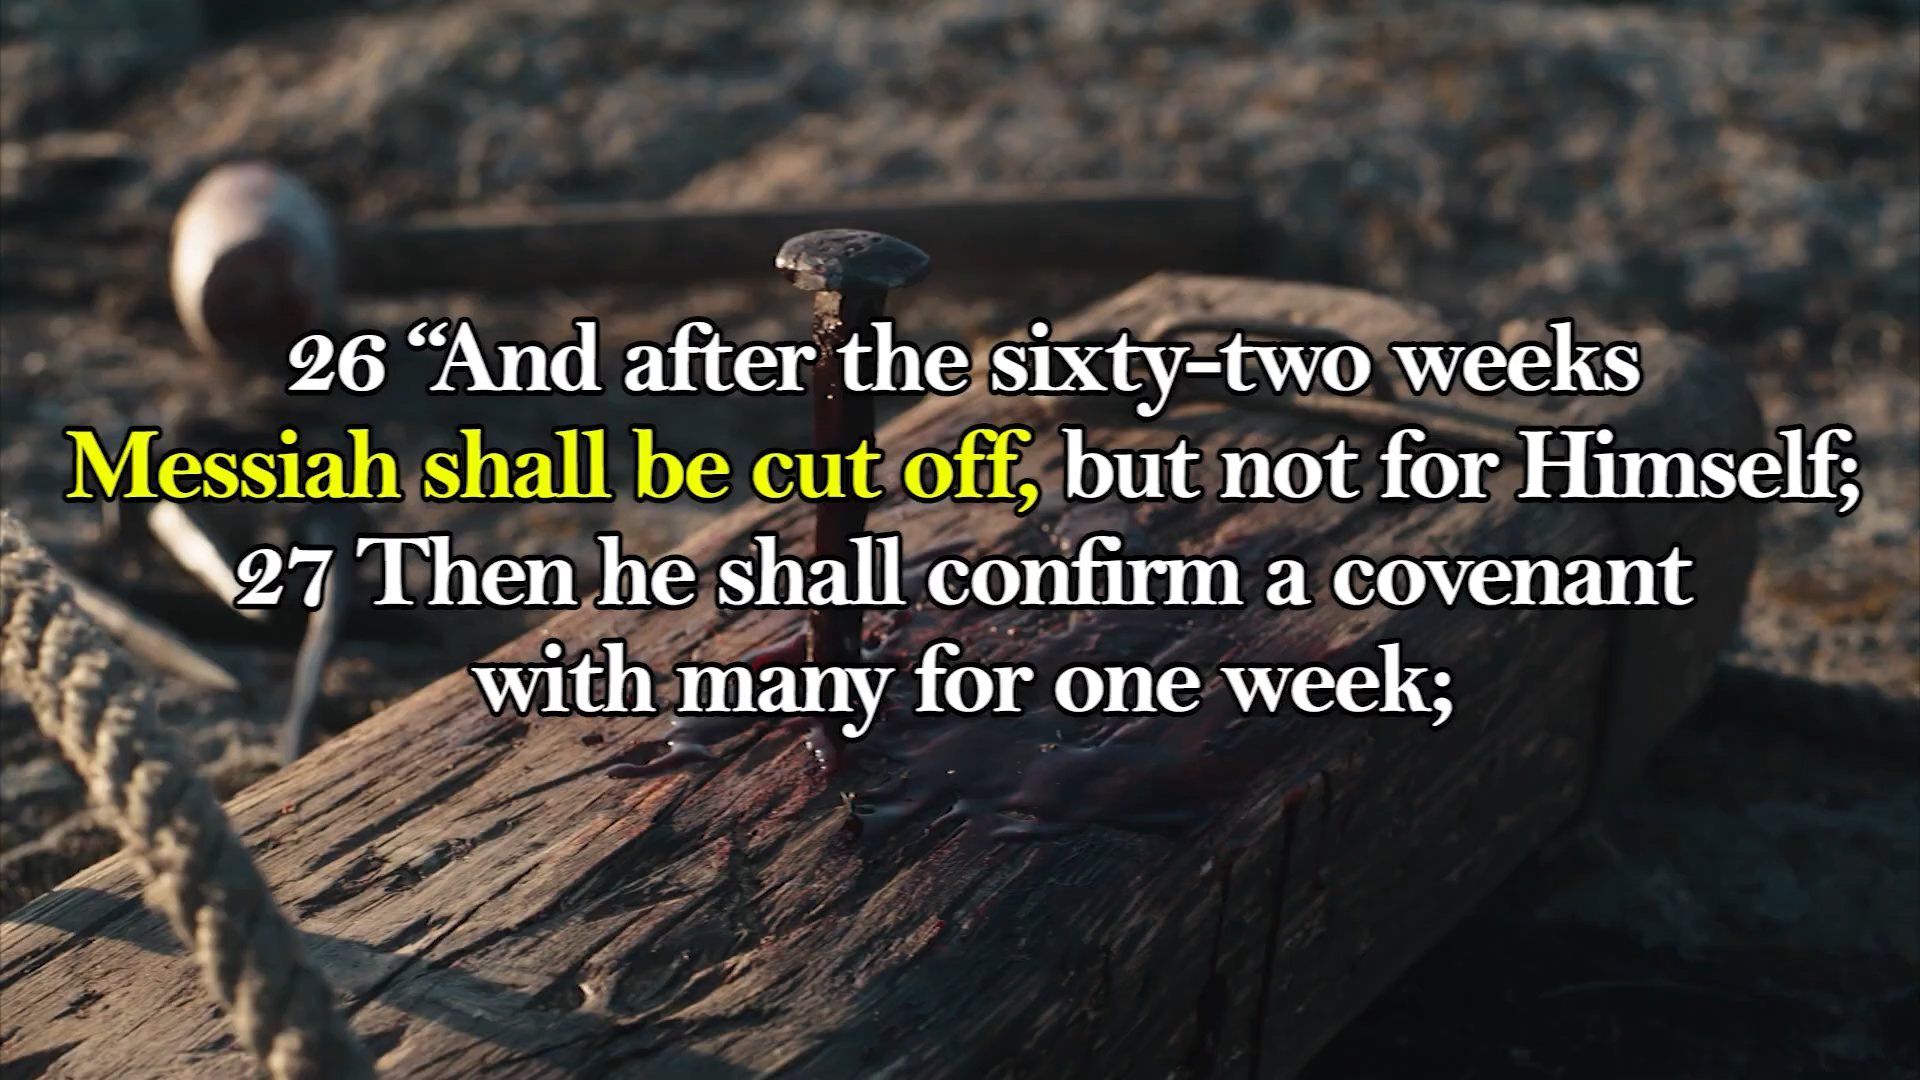 26 “And after the sixty-two weeks
Messiah shall be cut off, but not for Himself;
27 Then he shall confirm a covenant
with many for one week;